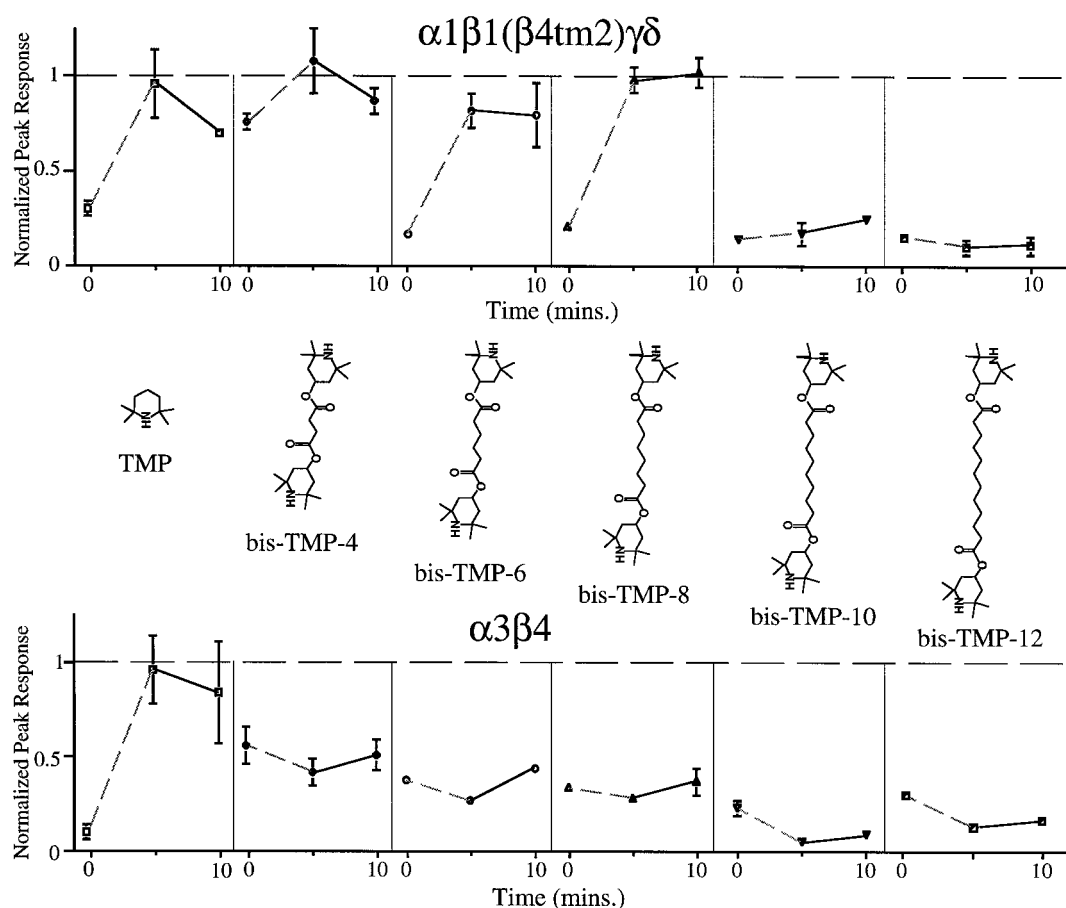 α1β1(β4tm2)γδ
Normalized Peak Response
1
0.5
0
0 10 0 10 0 10 0 10 0 10 0 10
Time (mins.)
TMP
bis-TMP-4
bis-TMP-6
bis-TMP-8
bis-TMP-10
bis-TMP-12
N
H
N
H
O
O
O
O
N
H
N
H
O
O
O
O
N
H
N
H
O
O
O
O
N
H
N
H
O
O
O
O
N
H
N
H
O
O
O
O
N
H
α3β4
Normalized Peak Response
1
0.5
0
0 10 0 10 0 10 0 10 0 10 0 10
Time (mins.)